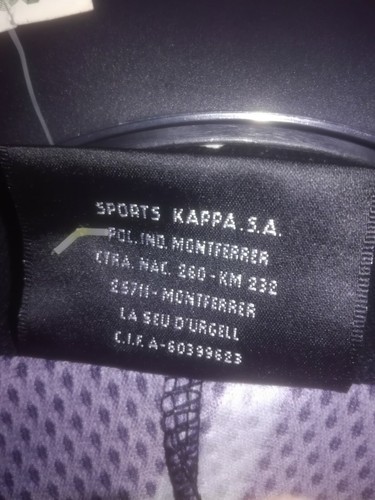 SPORTS KAPPA.S.A.
POL.IND. MONTFERRER
CTRA. NAC. 260-KM 232
25711-MONTFERRER
LA SEU D'URGELL
C.I.F. A-60399623